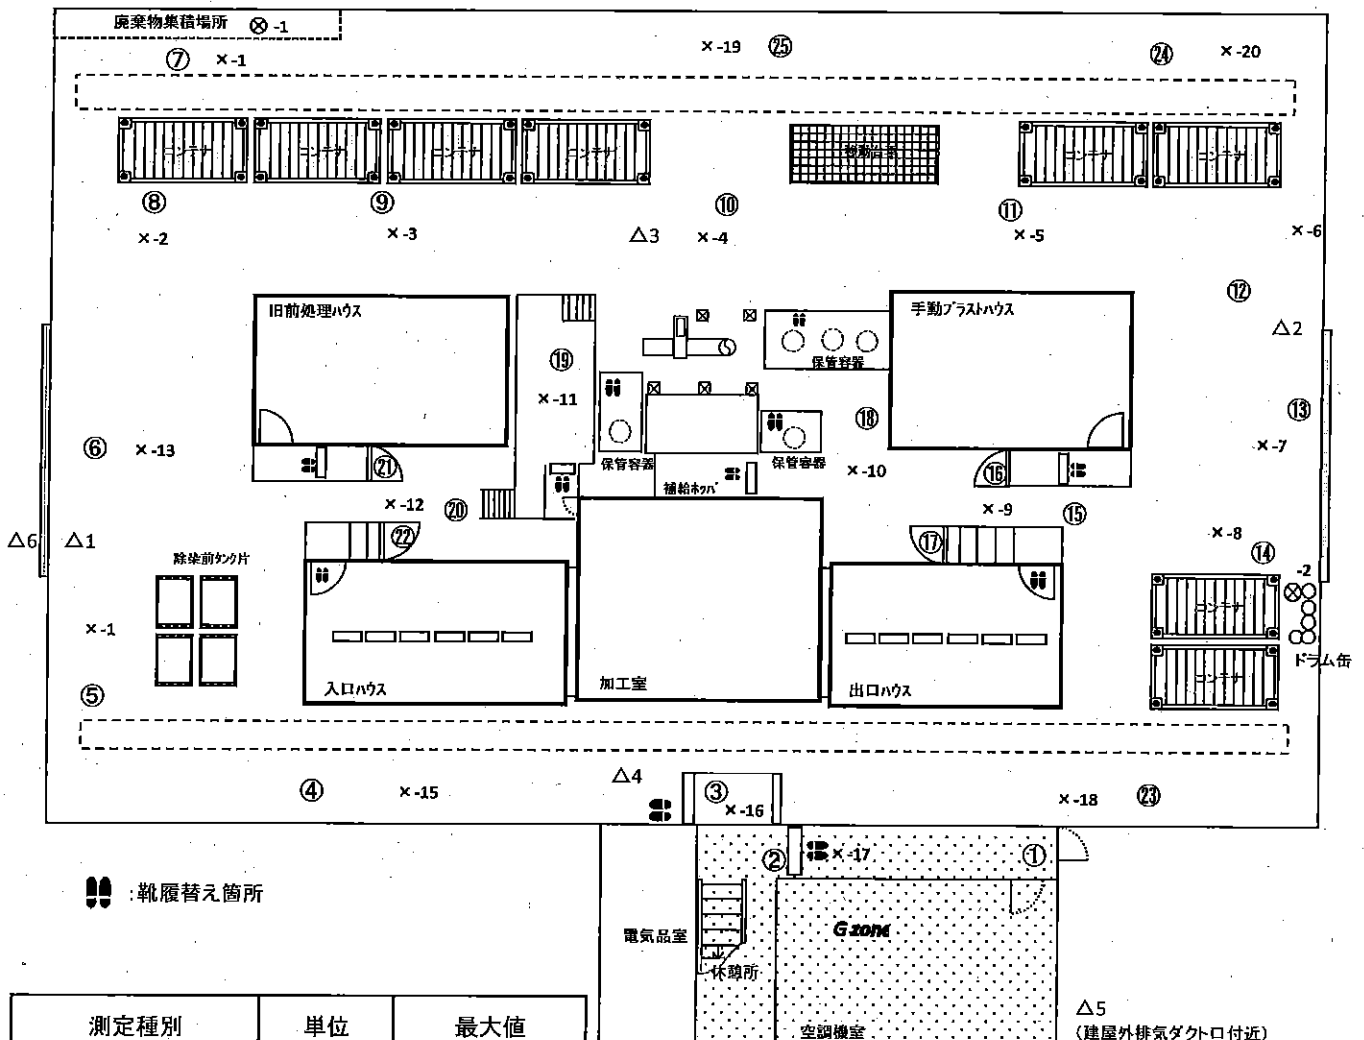 廃棄物集積場所 ⊗ -1
⑦ ×-1
×-19 ㉕
㉔ ×-20
コンテナ コンテナ コンテナ コンテナ
移動台車
コンテナ コンテナ
⑧ ⑨ ⑩ ⑪
×-2 ×-3 △3 ×-4 ×-5 ×-6
⑫
旧前処理ハウス
手動ブラストハウス
△2
保管容器
⑲
×-11
⑱
⑬
⑥ ×-13
×-7
㉑
保管容器
保管容器
×-10
⑯
補給ホッパ
×-12 ⑳
×-9 ⑮
×-8
△6 △1
㉒
⑰
⑭
除染前タンク片
-2
⊗
コンテナ
×-1
ドラム缶
コンテナ
入口ハウス
加工室
出口ハウス
⑤
④ ×-15
△4
③
×-16
×-18 ㉓
② ×-17 ①
:靴履替え箇所
電気品室
G zone
休憩所
測定種別 単位 最大値
空調機室
△5
(建屋外排気ダクト口付近)